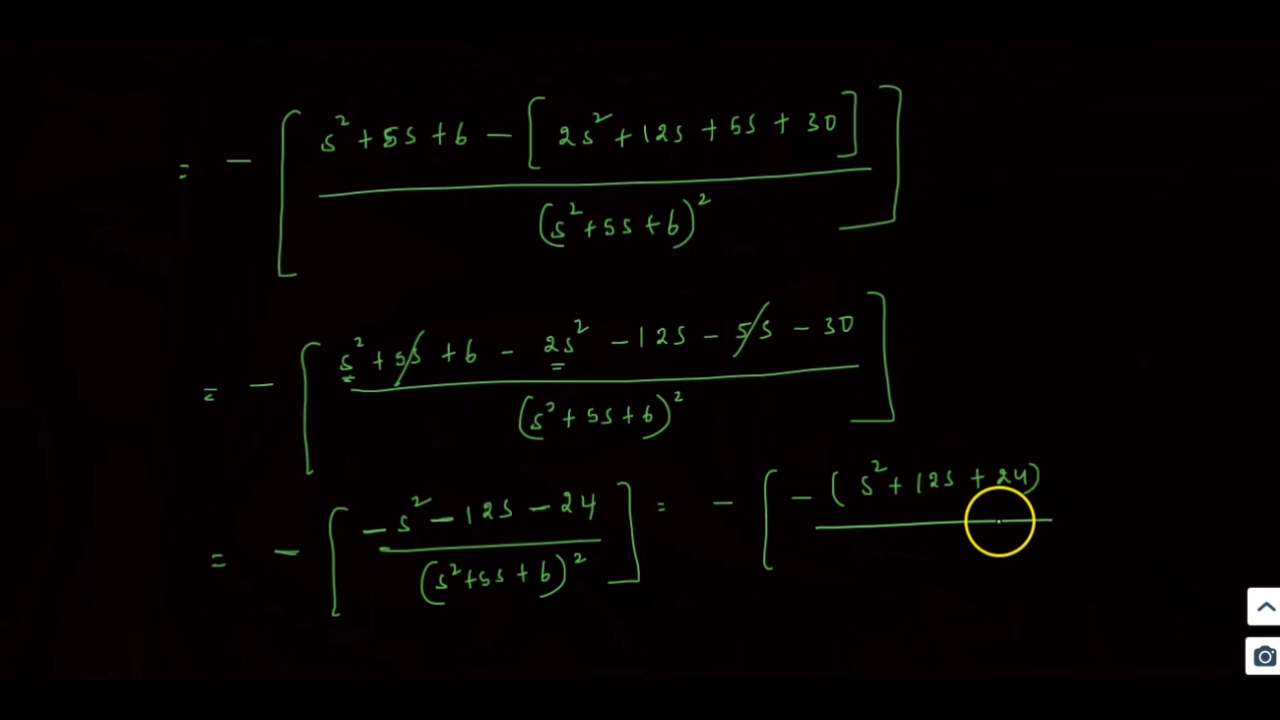 = - [ s² + 5s + 6 - [ 2s² + 12s + 5s + 30 ] ]
(s² + 5s + 6)²
= - [ s² + 5s + 6 - 2s² - 12s - 5s - 30 ]
(s² + 5s + 6)²
= - [ -s² - 12s - 24 ] = - [ - (s² + 12s + 24)
(s² + 5s + 6)²